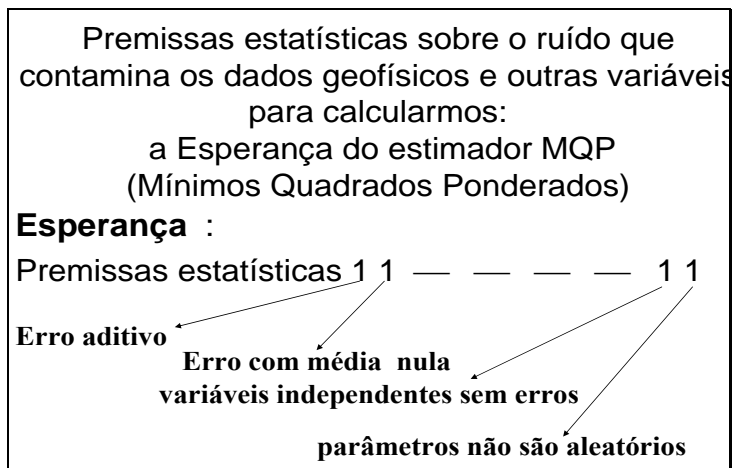 Premissas estatísticas sobre o ruído que
contamina os dados geofísicos e outras variáveis
para calcularmos:
a Esperança do estimador MQP
(Mínimos Quadrados Ponderados)
Esperança :
Premissas estatísticas 1 1 — — — — — 1 1
Erro aditivo
Erro com média nula
variáveis independentes sem erros
parâmetros não são aleatórios